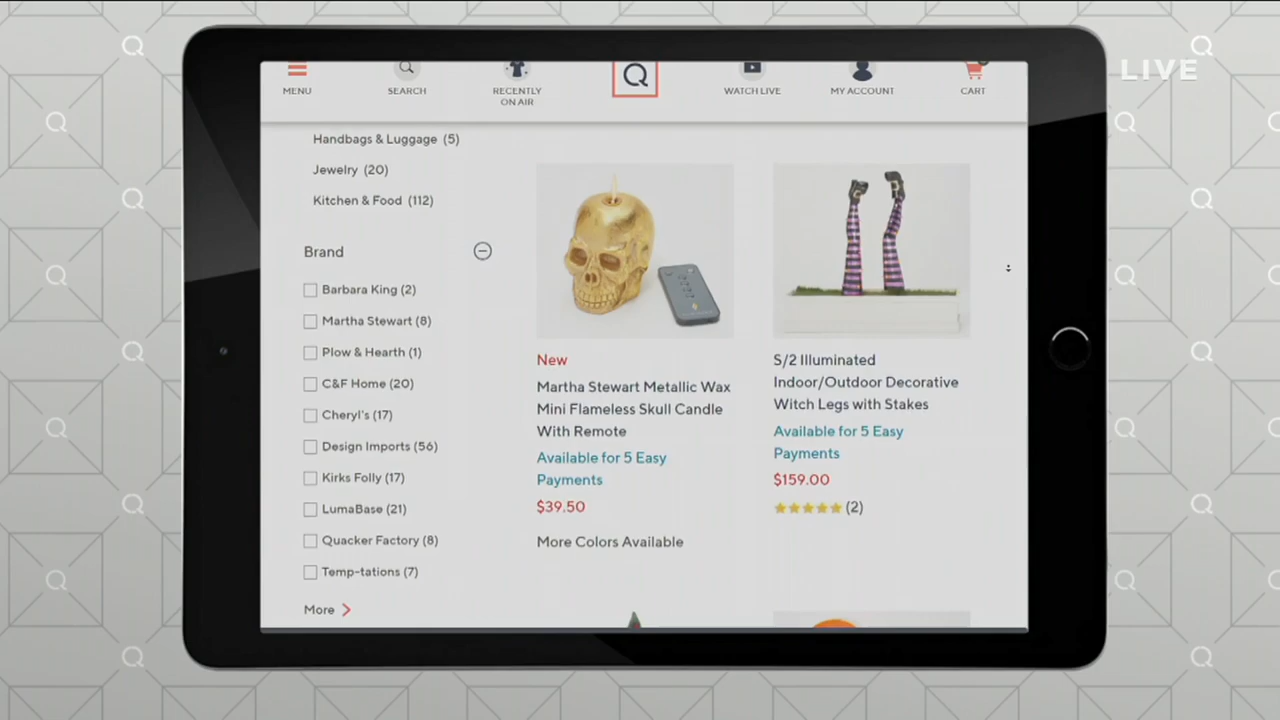 LIVE
MENU
SEARCH
RECENTLY
ON AIR
Q
WATCH LIVE
MY ACCOUNT
CART
Handbags & Luggage (5)
Jewelry (20)
Kitchen & Food (112)
Brand
Barbara King (2)
Martha Stewart (8)
Plow & Hearth (1)
C&F Home (20)
Cheryl's (17)
Design Imports (56)
Kirks Folly (17)
LumaBase (21)
Quacker Factory (8)
Temp-tations (7)
More
New
Martha Stewart Metallic Wax
Mini Flameless Skull Candle
With Remote
Available for 5 Easy
Payments
$39.50
More Colors Available
S/2 Illuminated
Indoor/Outdoor Decorative
Witch Legs with Stakes
Available for 5 Easy
Payments
$159.00
(2)